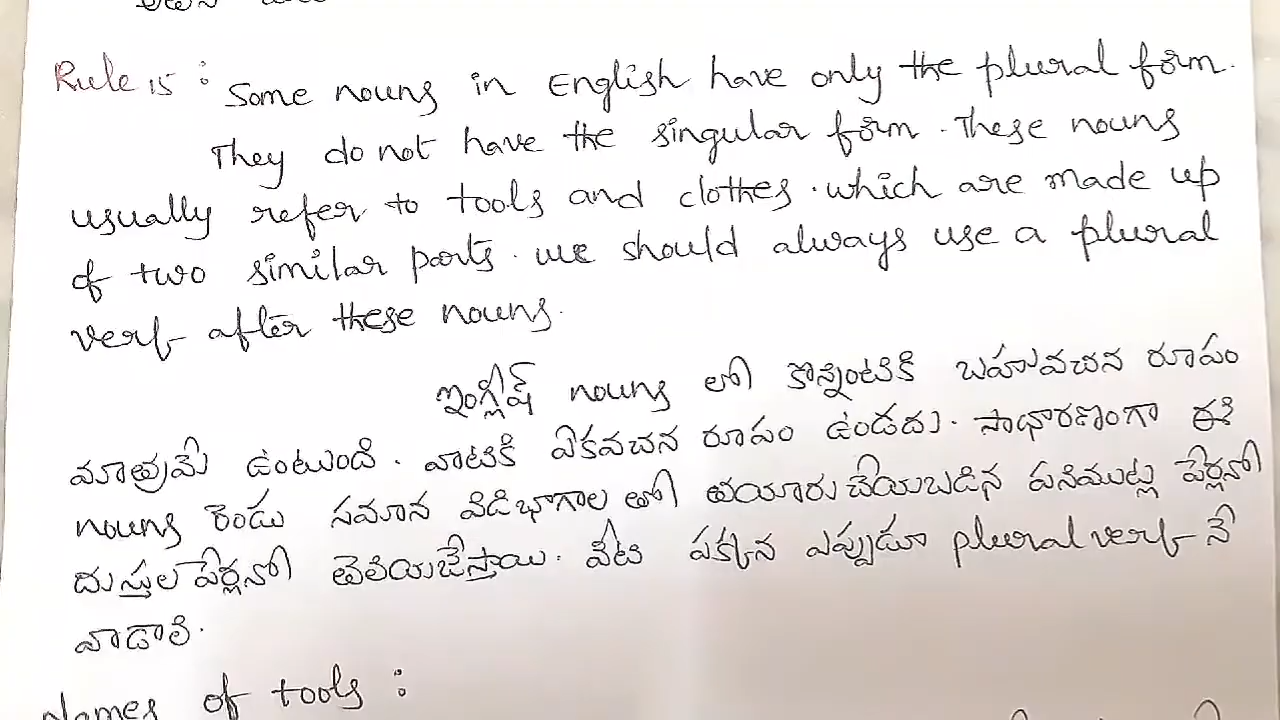 Rule 15 : Some nouns in English have only the plural form.
They do not have the singular form. These nouns
usually refer to tools and clothes. which are made up
of two similar parts. we should always use a plural
verb after these nouns.
ఇంగ్లీష్ nouns లో కొన్నింటికి బహువచన రూపం
మాత్రమే ఉంటుంది. వాటికి ఏకవచన రూపం ఉండదు. సాధారణంగా ఈ
nouns రెండు సమాన విడిభాగాల తో తయారుచేయబడిన పనిముట్ల పేర్లనో
దుస్తుల పేర్లనో తెలియజేస్తాయి. వీటి పక్కన ఎప్పుడూ plural verb నే
వాడాలి.
Names of tools :